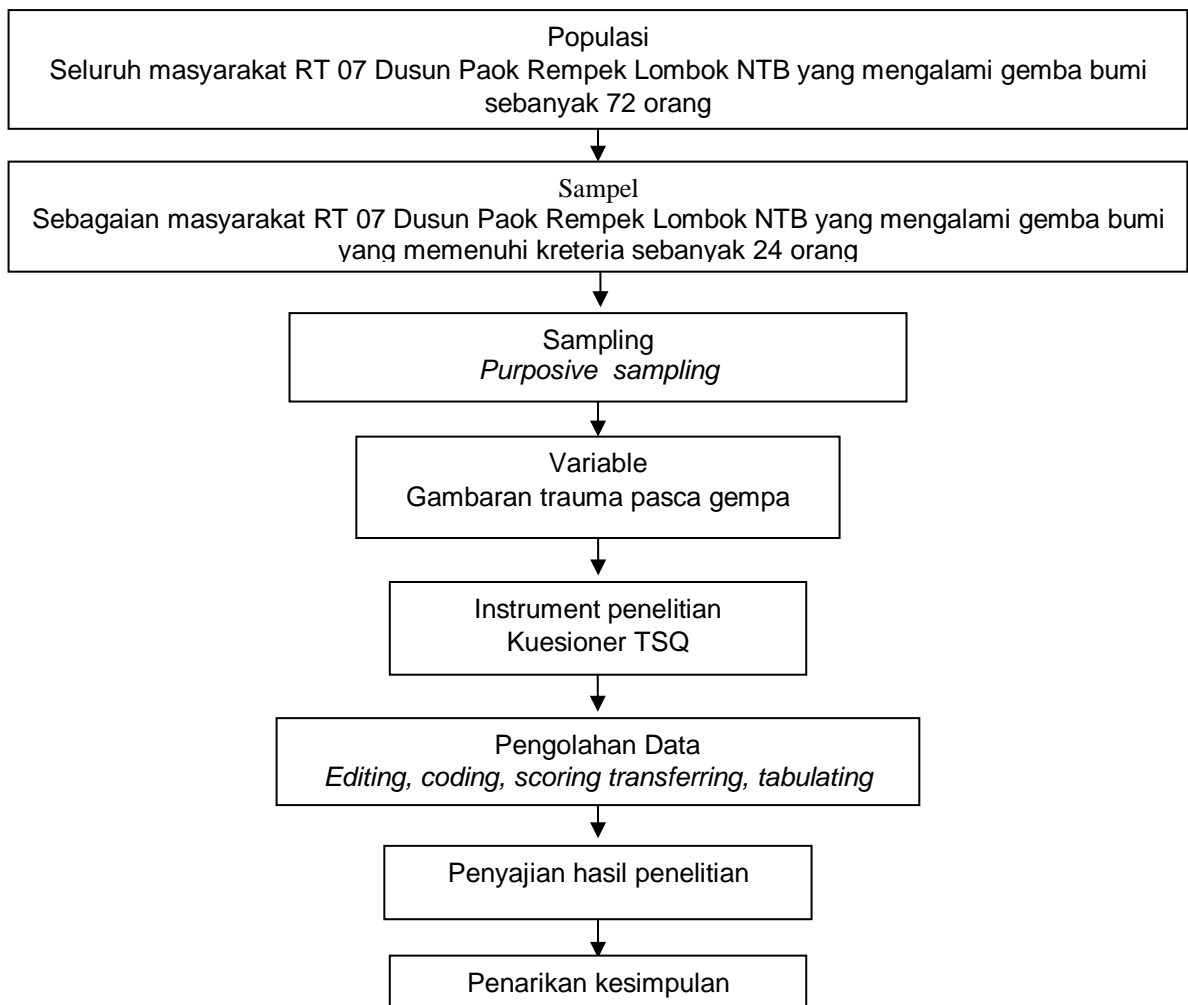 Populasi
Seluruh masyarakat RT 07 Dusun Paok Rempek Lombok NTB yang mengalami gemba bumi
sebanyak 72 orang
Sampel
Sebagaian masyarakat RT 07 Dusun Paok Rempek Lombok NTB yang mengalami gemba bumi
yang memenuhi kreteria sebanyak 24 orang
Sampling
Purposive sampling
Variable
Gambaran trauma pasca gempa
Instrument penelitian
Kuesioner TSQ
Pengolahan Data
Editing, coding, scoring transferring, tabulating
Penyajian hasil penelitian
Penarikan kesimpulan